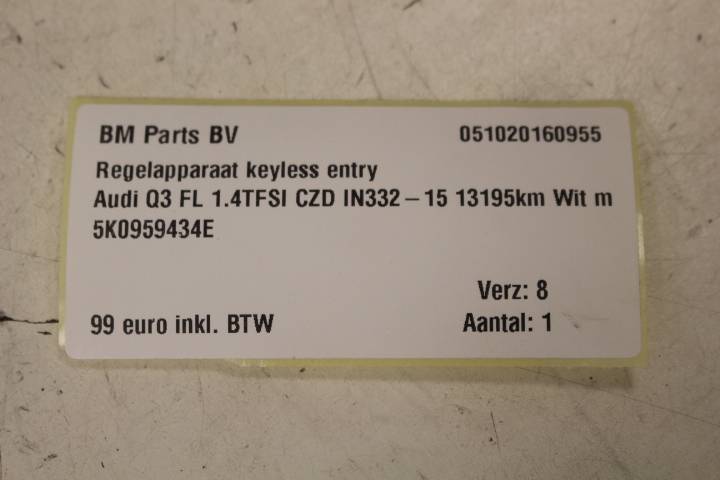 BM Parts BV 051020160955
Regelapparaat keyless entry
Audi Q3 FL 1.4TFSI CZD IN332 – 15 13195km Wit m
5K0959434E
Verz: 8
99 euro inkl. BTW Aantal: 1